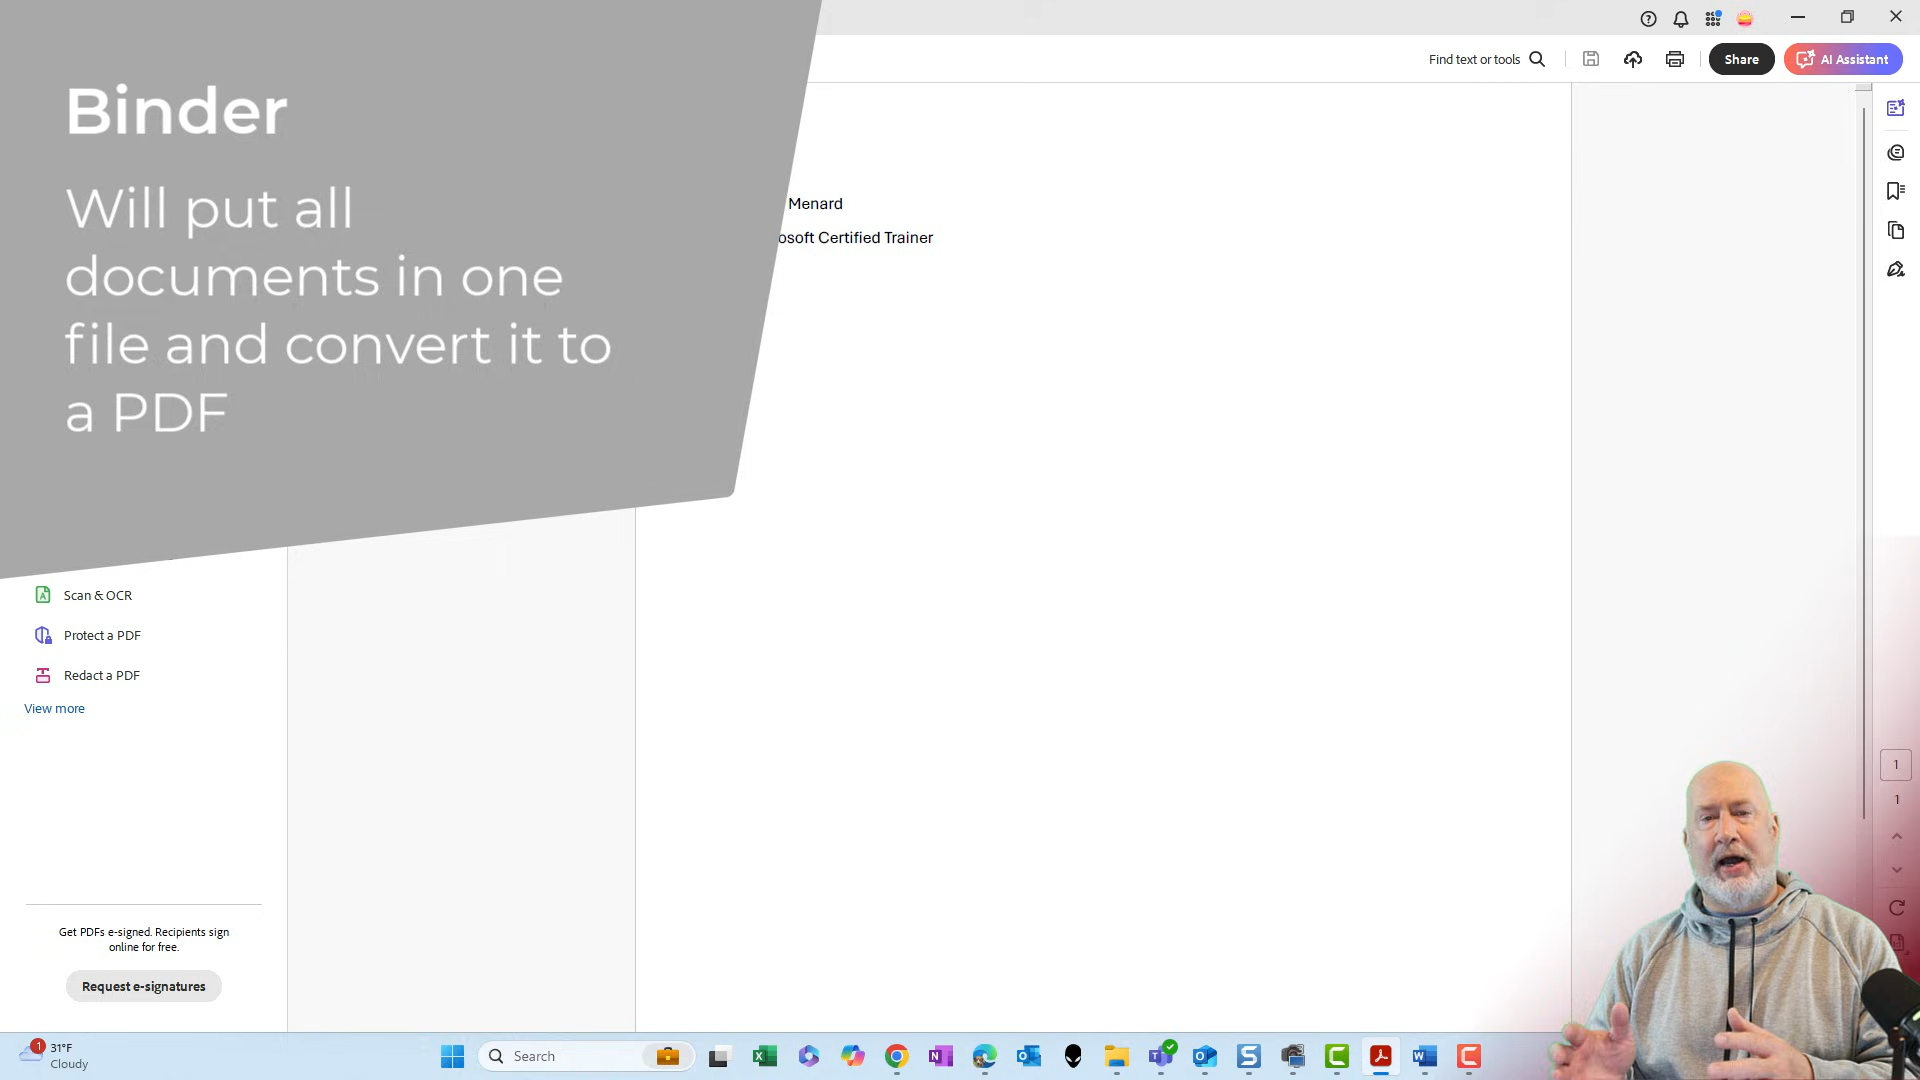 Binder
Will put all
documents in one
file and convert it to
a PDF
Find text or tools
Share
AI Assistant
Menard
osoft Certified Trainer
Scan & OCR
Protect a PDF
Redact a PDF
View more
1
1
Get PDFs e-signed. Recipients sign
online for free.
Request e-signatures
1
31°F
Cloudy
Search